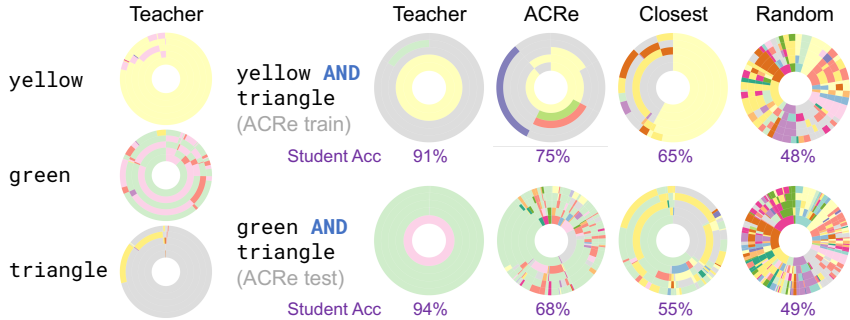 Teacher
Teacher ACRe Closest Random
yellow
yellow AND
triangle
(ACRe train)
Student Acc 91% 75% 65% 48%
green
green AND
triangle
(ACRe test)
triangle
Student Acc 94% 68% 55% 49%